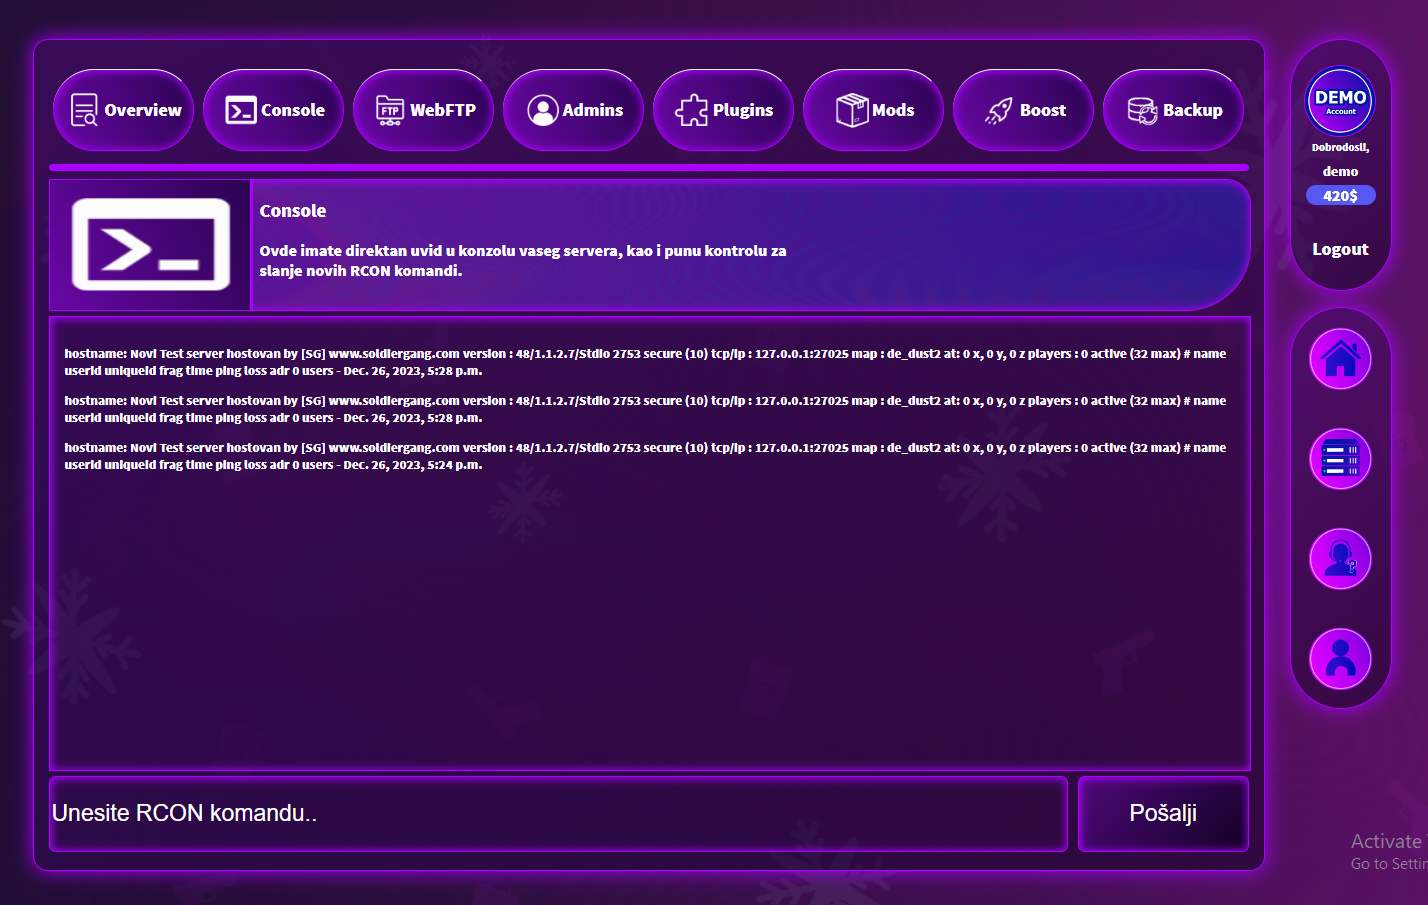 Overview
Console
FTP
WebFTP
Admins
Plugins
Mods
Boost
Backup
DEMO
Account
Dobrodosli,
demo
420$
Logout
Console
Ovde imate direktan uvid u konzolu vaseg servera, kao i punu kontrolu za
slanje novih RCON komandi.
hostname: Novi Test server hostovan by [SG] www.soldiergang.com version : 48/1.1.2.7/Stdio 2753 secure (10) tcp/ip : 127.0.0.1:27025 map : de_dust2 at: 0 x, 0 y, 0 z players : 0 active (32 max) # name
userid uniqueid frag time ping loss adr 0 users - Dec. 26, 2023, 5:28 p.m.
hostname: Novi Test server hostovan by [SG] www.soldiergang.com version : 48/1.1.2.7/Stdio 2753 secure (10) tcp/ip : 127.0.0.1:27025 map : de_dust2 at: 0 x, 0 y, 0 z players : 0 active (32 max) # name
userid uniqueid frag time ping loss adr 0 users - Dec. 26, 2023, 5:28 p.m.
hostname: Novi Test server hostovan by [SG] www.soldiergang.com version : 48/1.1.2.7/Stdio 2753 secure (10) tcp/ip : 127.0.0.1:27025 map : de_dust2 at: 0 x, 0 y, 0 z players : 0 active (32 max) # name
userid uniqueid frag time ping loss adr 0 users - Dec. 26, 2023, 5:24 p.m.
Unesite RCON komandu..
Pošalji
Activate
Go to Settin